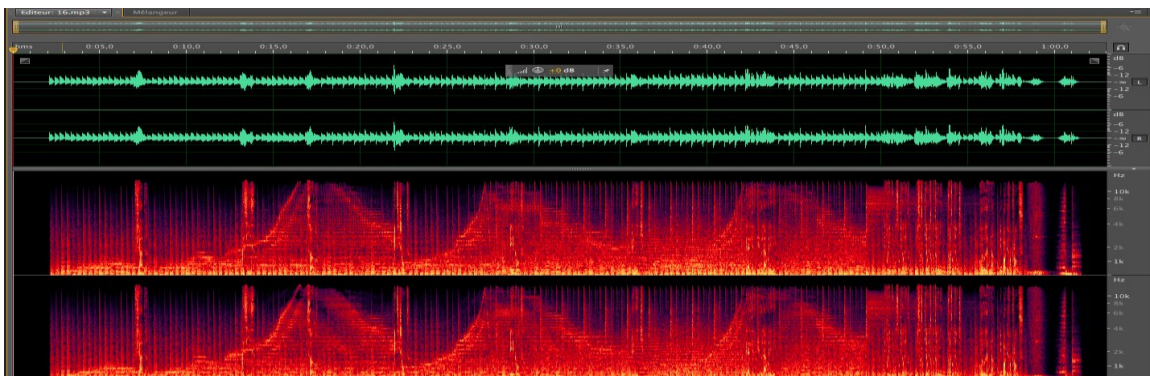 Editeur: 16.mp3 ▼ × Mélangeur
hms 0:05,0 0:10,0 0:15,0 0:20,0 0:25,0 0:30,0 0:35,0 0:40,0 0:45,0 0:50,0 0:55,0 1:00,0
+0 dB
dB
-6
-12
-∞ L
-12
-6
dB
-6
-12
-∞ R
-12
-6
Hz
10k
8k
6k
4k
2k
1k
Hz
10k
8k
6k
4k
2k
1k